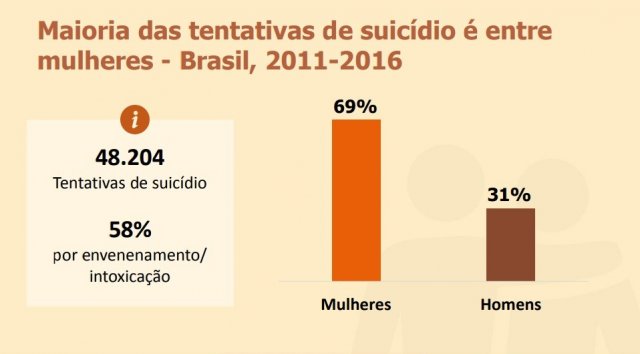 Maioria das tentativas de suicídio é entre
mulheres - Brasil, 2011-2016
i
48.204
Tentativas de suicídio
58%
por envenenamento/
intoxicação
69%
31%
Mulheres
Homens